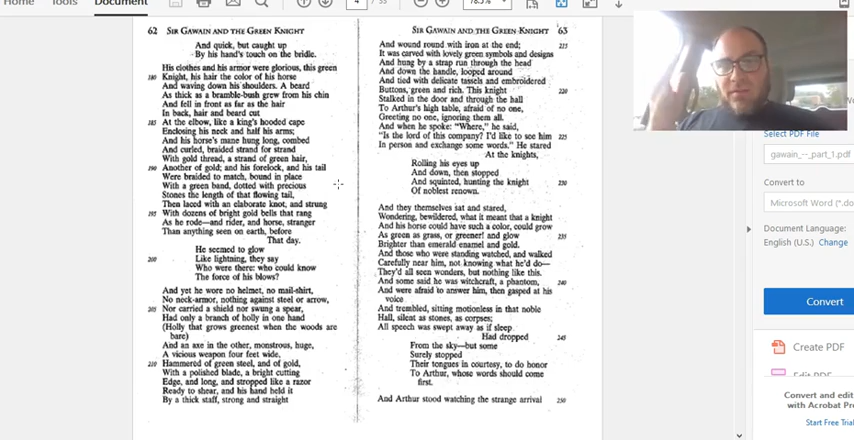 Home
Tools
Document
4
78.5%
62 SIR GAWAIN AND THE GREEN KNIGHT
And quick, but caught up
By his hand's touch on the bridle.
His clothes and his armor were glorious, this green
180 Knight, his hair the color of his horse
And waving down his shoulders. A beard
As thick as a bramble-bush grew from his chin
And fell in front as far as the hair
In back, hair and beard cut
185 At the elbow, like a king's hooded cape
Enclosing his neck and half his arms;
And his horse's mane hung long, combed
And curled, braided strand for strand
With gold thread, a strand of green hair,
190 Another of gold; and his forelock, and his tail
Were braided to match, bound in place
With a green band, dotted with precious
Stones the length of that flowing tail,
Then laced with an elaborate knot, and strung
195 With dozens of bright gold bells that rang
As he rode—and rider, and horse, stranger
Than anything seen on earth, before
That day.
He seemed to glow
200 Like lightning, they say
Who were there: who could know
The force of his blows?
And yet he wore no helmet, no mail-shirt,
No neck-armor, nothing against steel or arrow,
205 Nor carried a shield nor swung a spear,
Had only a branch of holly in one hand
(Holly that grows greenest when the woods are
bare)
And an axe in the other, monstrous, huge,
A vicious weapon four feet wide,
210 Hammered of green steel, and of gold,
With a polished blade, a bright cutting
Edge, and long, and stropped like a razor
Ready to shear, and his hand held it
By a thick staff, strong and straight
SIR GAWAIN AND THE GREEN KNIGHT 63
And wound round with iron at the end; 215
It was carved with lovely green symbols and designs
And hung by a strap run through the head
And down the handle, looped around
And tied with delicate tassels and embroidered
Buttons, green and rich. This knight 220
Stalked in the door and through the hall
To Arthur's high table, afraid of no one,
Greeting no one, ignoring them all.
And when he spoke: "Where," he said,
"Is the lord of this company? I'd like to see him 225
In person and exchange some words." He stared
At the knights,
Rolling his eyes up
And down, then stopped
And squinted, hunting the knight 230
Of noblest renown.
And they themselves sat and stared,
Wondering, bewildered, what it meant that a knight
And his horse could have such a color, could grow
As green as grass, or greener! and glow 235
Brighter than emerald enamel and gold.
And those who were standing watched, and walked
Carefully near him, not knowing what he'd do—
They'd all seen wonders, but nothing like this.
And some said he was witchcraft, a phantom, 240
And were afraid to answer him, then gasped at his
voice
And trembled, sitting motionless in that noble
Hall, silent as stones, as corpses;
All speech was swept away as if sleep
Had dropped 245
From the sky—but some
Surely stopped
Their tongues in courtesy, to do honor
To Arthur, whose words should come
first.
And Arthur stood watching the strange arrival 250
Select PDF File
gawain_--_part_1.pdf
Convert to
Microsoft Word (*.do
Document Language:
English (U.S.) Change
Convert
Create PDF
Edit PDF
Convert and edit
with Acrobat Pr
Start Free Trial